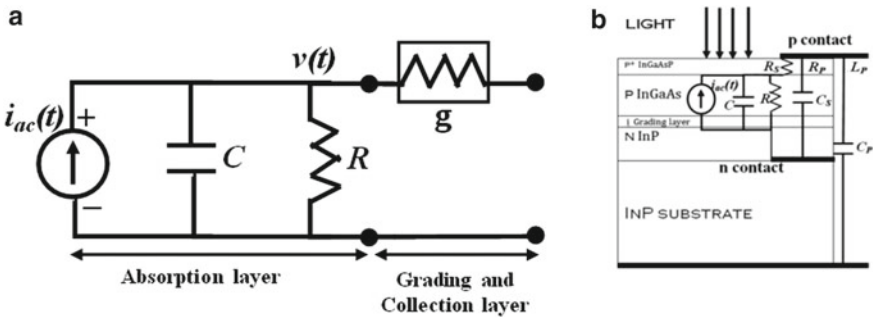 a
v(t)
i_ac(t)
+
−
C
R
g
Absorption layer
Grading and
Collection layer
b
LIGHT
p contact
P+ InGaAsP
R_S
R_P
L_P
P InGaAs
i_ac(t)
C
R
C_S
i Grading layer
N InP
C_P
n contact
InP SUBSTRATE